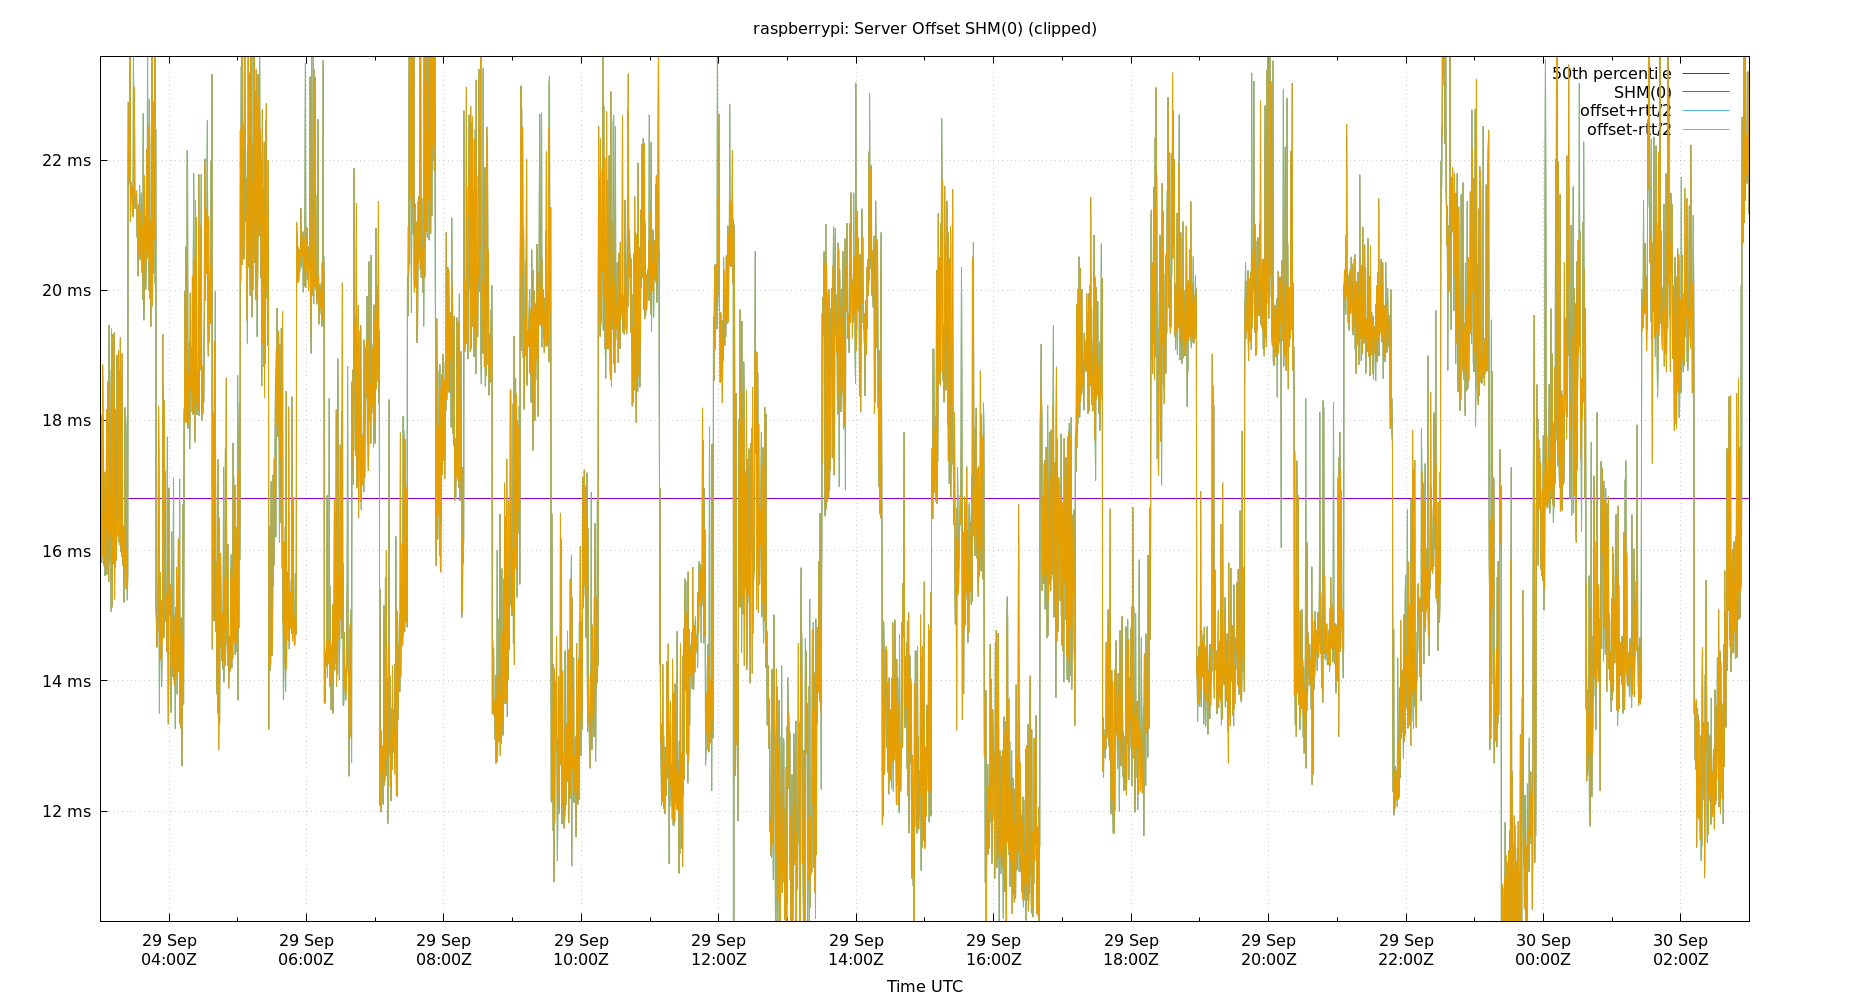 raspberrypi: Server Offset SHM(0) (clipped)
50th percentile
SHM(0)
offset+rtt/2
offset-rtt/2
22 ms
20 ms
18 ms
16 ms
14 ms
12 ms
29 Sep 29 Sep 29 Sep 29 Sep 29 Sep 29 Sep 29 Sep 29 Sep 29 Sep 29 Sep 30 Sep 30 Sep
04:00Z 06:00Z 08:00Z 10:00Z 12:00Z 14:00Z 16:00Z 18:00Z 20:00Z 22:00Z 00:00Z 02:00Z
Time UTC